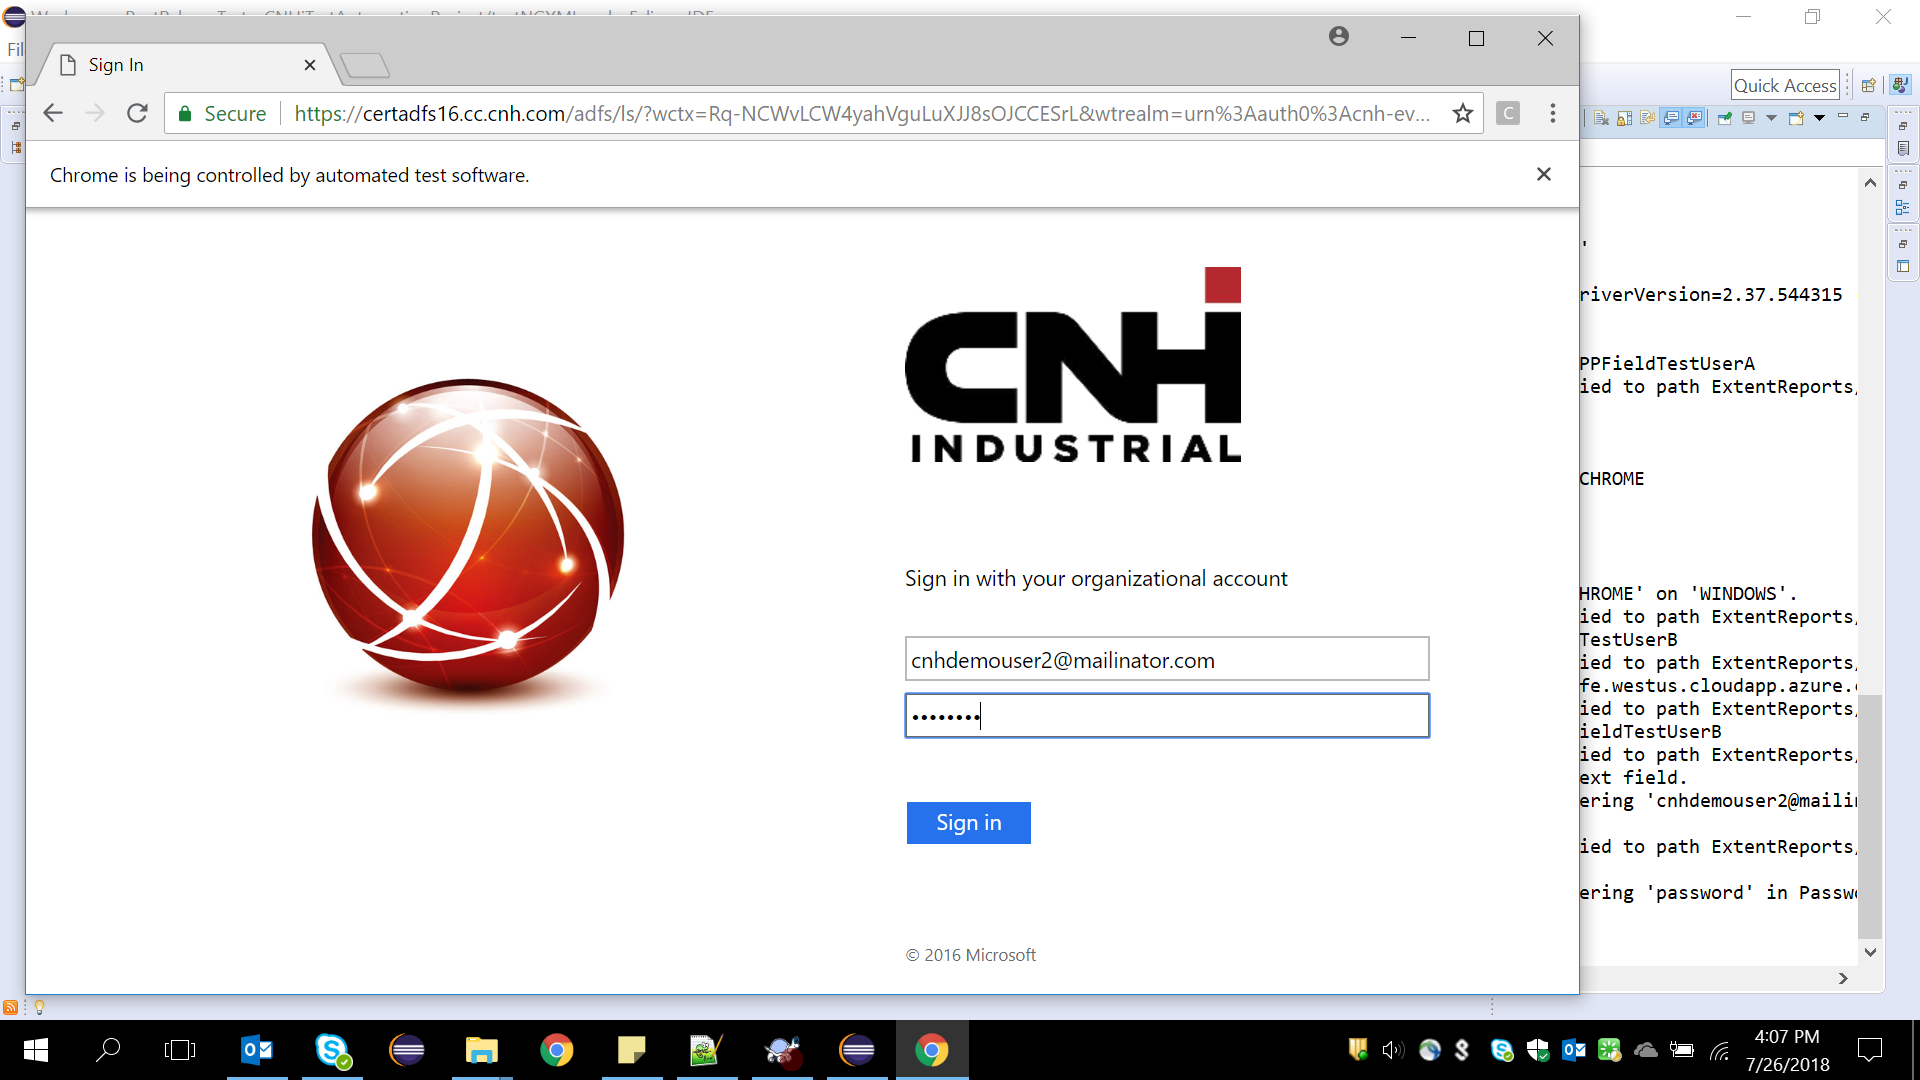 Sign In
Secure
https://certadfs16.cc.cnh.com/adfs/ls/?wctx=Rq-NCWvLCW4yahVguLuXJJ8sOJCCESrL&wtrealm=urn%3Aauth0%3Acnh-ev...
C
Chrome is being controlled by automated test software.
CNH
INDUSTRIAL
Sign in with your organizational account
cnhdemouser2@mailinator.com
••••••••
Sign in
© 2016 Microsoft
Fil
Quick Access
'
riverVersion=2.37.544315
PPFieldTestUserA
ied to path ExtentReports/
CHROME
HROME' on 'WINDOWS'.
ied to path ExtentReports/
TestUserB
ied to path ExtentReports/
fe.westus.cloudapp.azure.
ied to path ExtentReports/
ieldTestUserB
ied to path ExtentReports/
ext field.
ering 'cnhdemouser2@mailin
ied to path ExtentReports/
ering 'password' in Passw
4:07 PM
7/26/2018